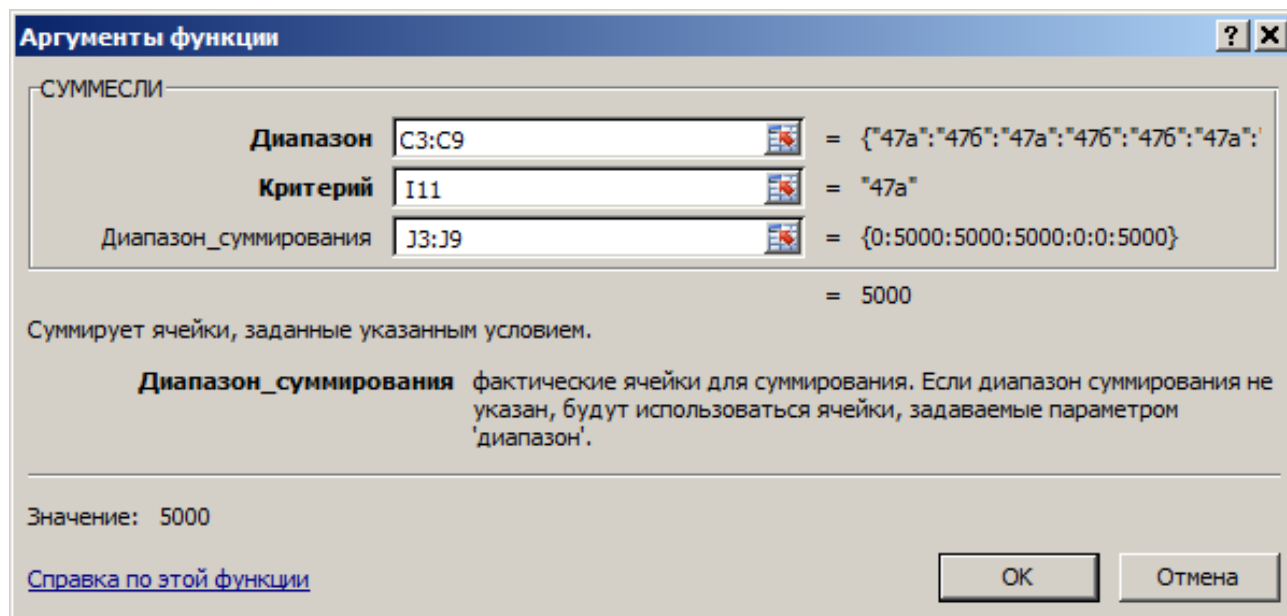 Аргументы функции
СУММЕСЛИ
Диапазон C3:C9 = {"47а":"47б":"47а":"47б":"47б":"47а":'
Критерий I11 = "47а"
Диапазон_суммирования J3:J9 = {0:5000:5000:5000:0:0:5000}
= 5000
Суммирует ячейки, заданные указанным условием.
Диапазон_суммирования фактические ячейки для суммирования. Если диапазон суммирования не
указан, будут использоваться ячейки, задаваемые параметром
'диапазон'.
Значение: 5000
Справка по этой функции
ОК Отмена